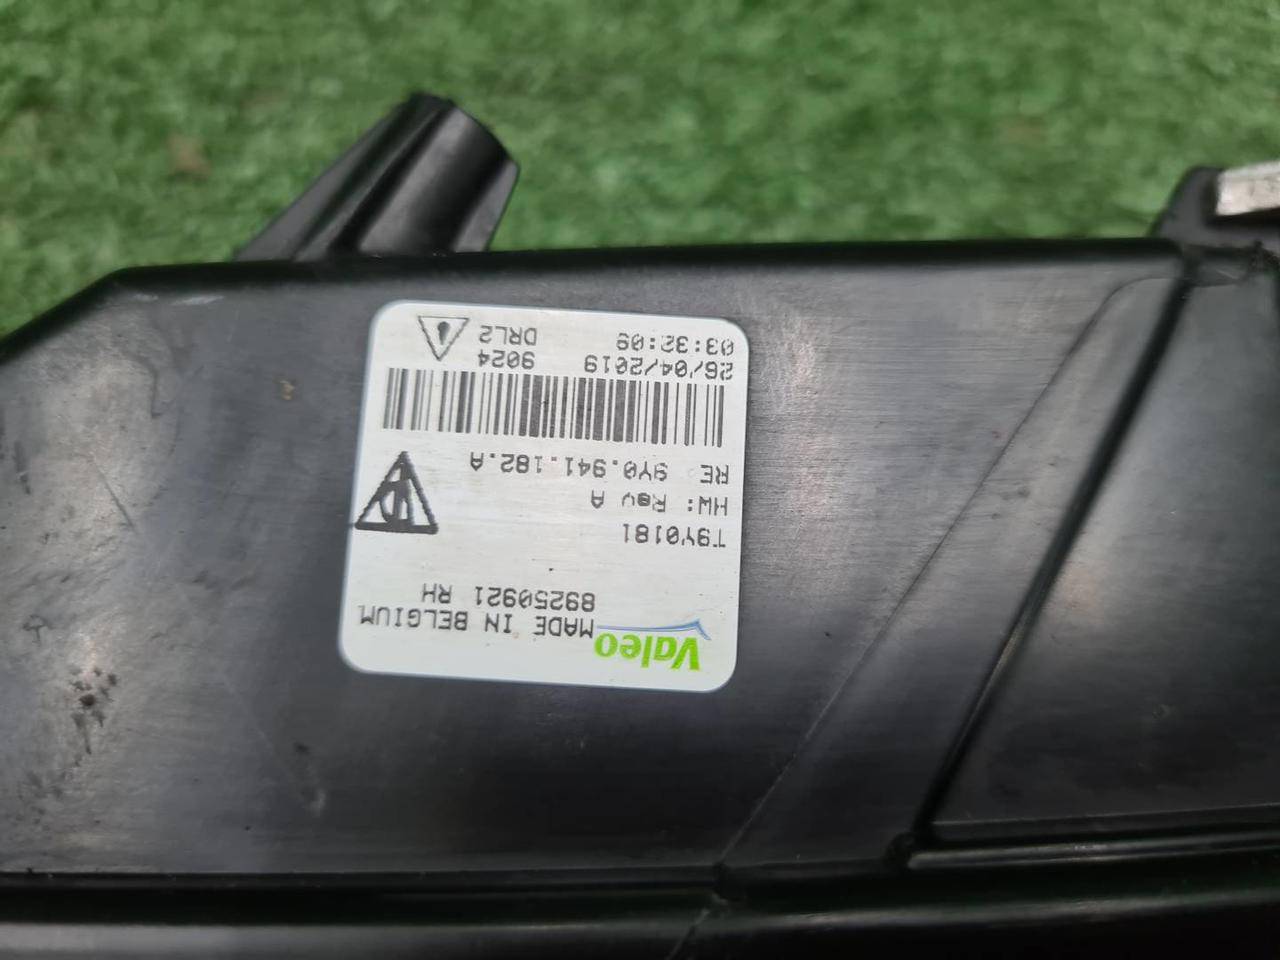 Valeo
MADE IN BELGIUM
89250921 RH
T9Y0181
HW: Rev A
RE 9Y0.941.182.A
26/04/2019 9024
03:32:09 DRL2